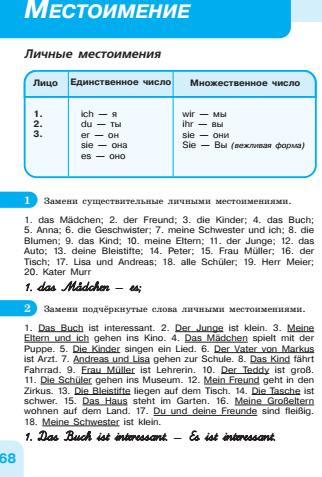 МЕСТОИМЕНИЕ
Личные местоимения
Лицо Единственное число Множественное число
1. ich — я wir — мы
2. du — ты ihr — вы
3. er — он sie — они
sie — она Sie — Вы (вежливая форма)
es — оно
1 Замени существительные личными местоимениями.
1. das Mädchen; 2. der Freund; 3. die Kinder; 4. das Buch;
5. Anna; 6. die Geschwister; 7. meine Schwester und ich; 8. die
Blumen; 9. das Kind; 10. meine Eltern; 11. der Junge; 12. das
Auto; 13. deine Bleistifte; 14. Peter; 15. Frau Müller; 16. der
Tisch; 17. Lisa und Andreas; 18. alle Schüler; 19. Herr Meier;
20. Kater Murr
1. das Mädchen – es;
2 Замени подчёркнутые слова личными местоимениями.
1. Das Buch ist interessant. 2. Der Junge ist klein. 3. Meine
Eltern und ich gehen ins Kino. 4. Das Mädchen spielt mit der
Puppe. 5. Die Kinder singen ein Lied. 6. Der Vater von Markus
ist Arzt. 7. Andreas und Lisa gehen zur Schule. 8. Das Kind fährt
Fahrrad. 9. Frau Müller ist Lehrerin. 10. Der Teddy ist groß.
11. Die Schüler gehen ins Museum. 12. Mein Freund geht in den
Zirkus. 13. Die Bleistifte liegen auf dem Tisch. 14. Die Tasche ist
schwer. 15. Das Haus steht im Garten. 16. Meine Großeltern
wohnen auf dem Land. 17. Du und deine Freunde sind fleißig.
18. Meine Schwester ist klein.
1. Das Buch ist interessant. – Es ist interessant.
68